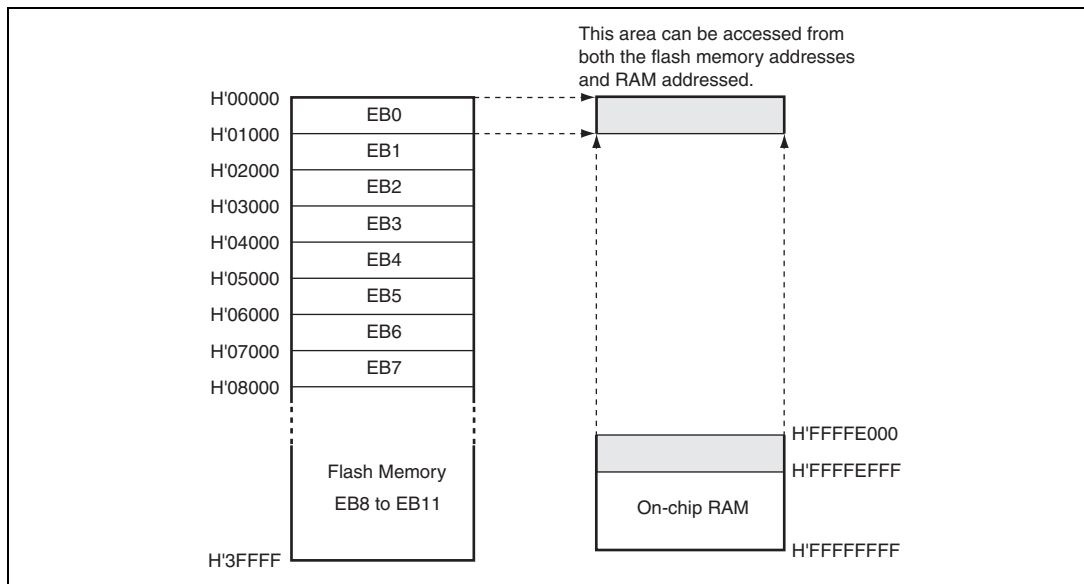 This area can be accessed from
both the flash memory addresses
and RAM addressed.
H'00000
EB0
H'01000
EB1
H'02000
EB2
H'03000
EB3
H'04000
EB4
H'05000
EB5
H'06000
EB6
H'07000
EB7
H'08000
H'FFFFE000
H'FFFFEFFF
Flash Memory
EB8 to EB11
On-chip RAM
H'3FFFF
H'FFFFFFFF